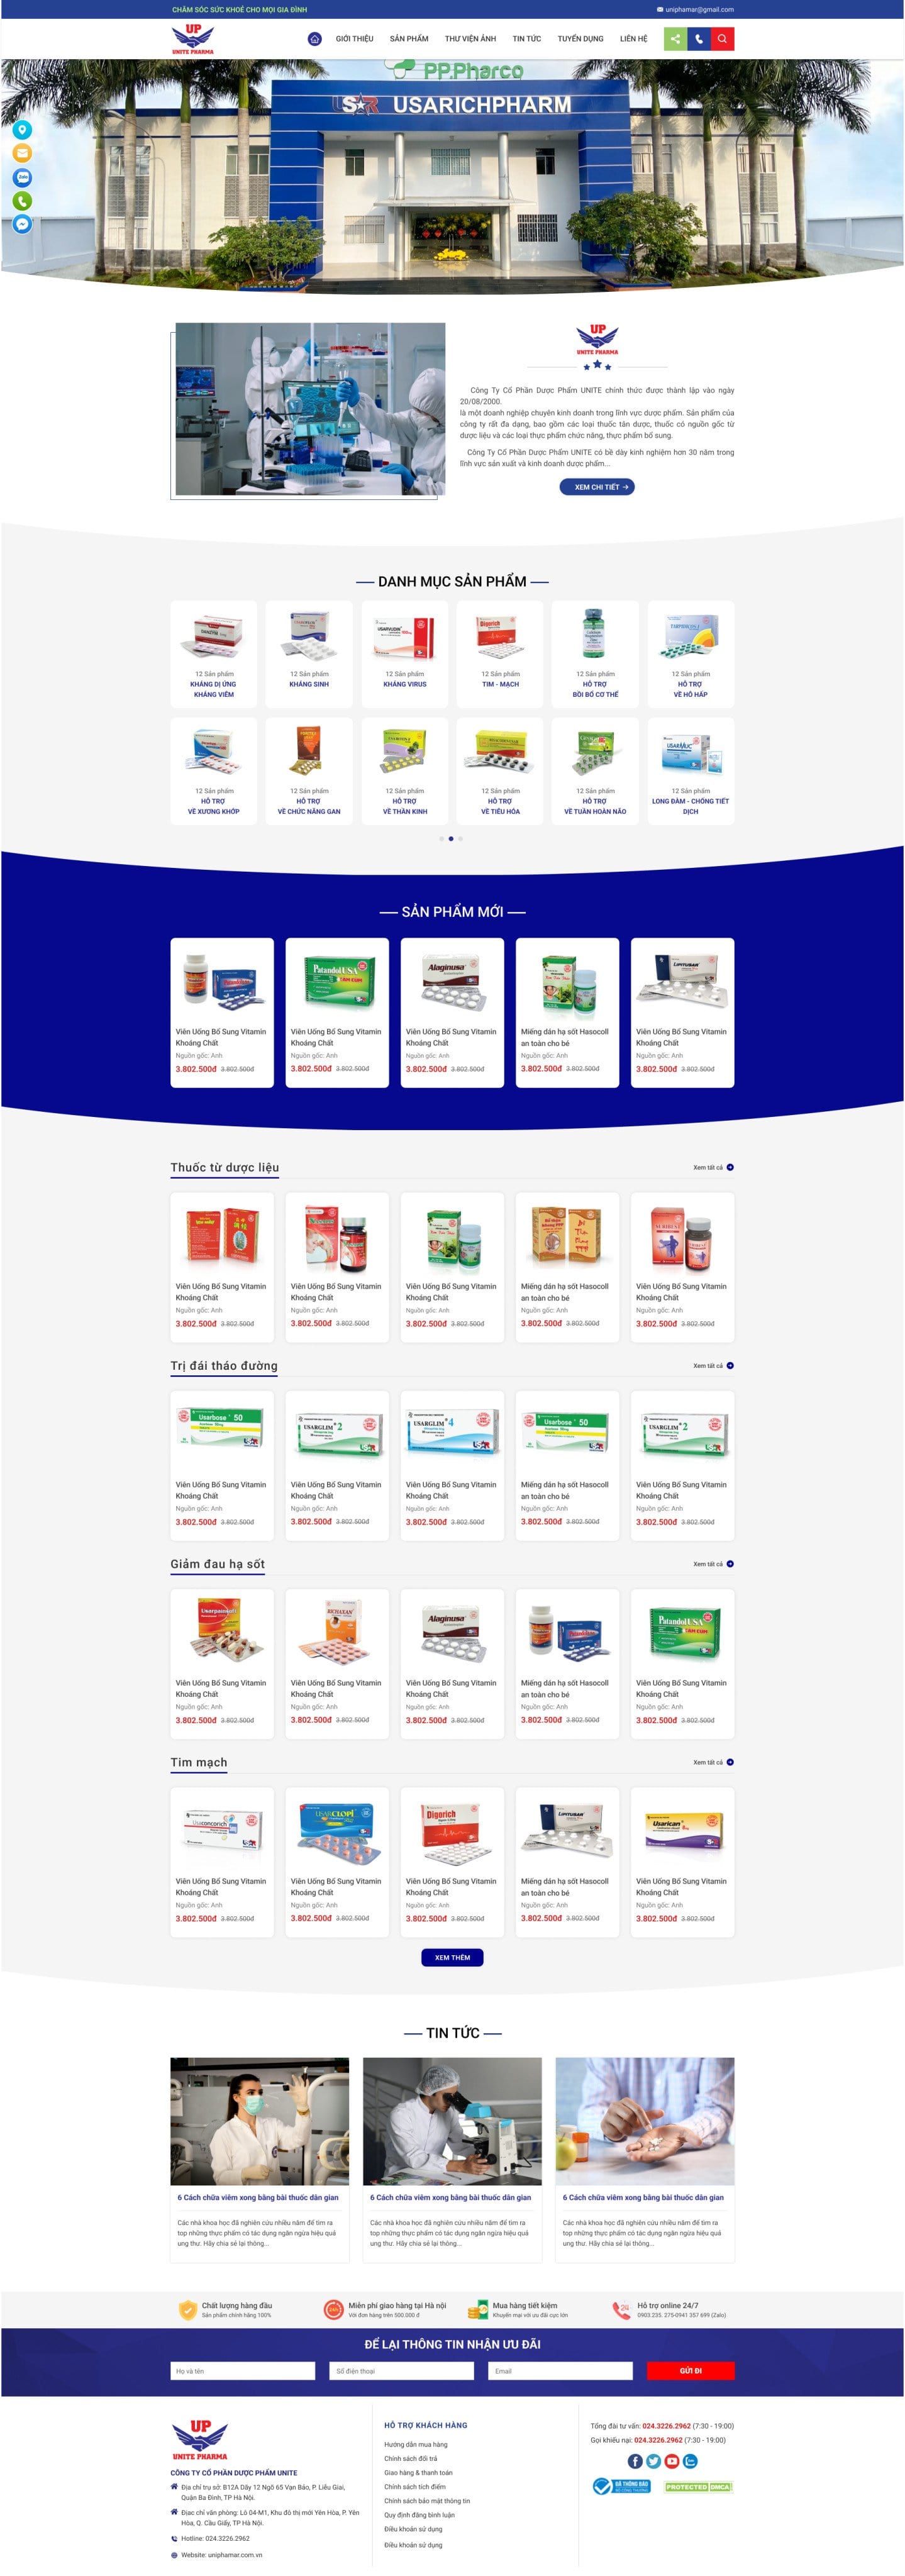 CHĂM SÓC SỨC KHOẺ CHO MỌI GIA ĐÌNH
uniphamar@gmail.com
UP
UNITE PHARMA
GIỚI THIỆU
SẢN PHẨM
THƯ VIỆN ẢNH
TIN TỨC
TUYỂN DỤNG
LIÊN HỆ
PP.Pharco
USARICHPHARM
Zalo
UP
UNITE PHARMA
Công Ty Cổ Phần Dược Phẩm UNITE chính thức được thành lập vào ngày
20/08/2000.
là một doanh nghiệp chuyên kinh doanh trong lĩnh vực dược phẩm. Sản phẩm của
công ty rất đa dạng, bao gồm các loại thuốc tân dược, thuốc có nguồn gốc từ
dược liệu và các loại thực phẩm chức năng, thực phẩm bổ sung.
Công Ty Cổ Phần Dược Phẩm UNITE có bề dày kinh nghiệm hơn 30 năm trong
lĩnh vực sản xuất và kinh doanh dược phẩm...
XEM CHI TIẾT
DANH MỤC SẢN PHẨM
12 Sản phẩm
KHÁNG DỊ ỨNG
KHÁNG VIÊM
12 Sản phẩm
KHÁNG SINH
12 Sản phẩm
KHÁNG VIRUS
Digorich
12 Sản phẩm
TIM - MẠCH
12 Sản phẩm
HỖ TRỢ
BỒI BỔ CƠ THỂ
12 Sản phẩm
HỖ TRỢ
VỀ HÔ HẤP
12 Sản phẩm
HỖ TRỢ
VỀ XƯƠNG KHỚP
12 Sản phẩm
HỖ TRỢ
VỀ CHỨC NĂNG GAN
12 Sản phẩm
HỖ TRỢ
VỀ THẦN KINH
12 Sản phẩm
HỖ TRỢ
VỀ TIÊU HÓA
12 Sản phẩm
HỖ TRỢ
VỀ TUẦN HOÀN NÃO
USARMUC
12 Sản phẩm
LONG ĐÀM - CHỐNG TIẾT
DỊCH
SẢN PHẨM MỚI
Viên Uống Bổ Sung Vitamin
Khoáng Chất
Nguồn gốc: Anh
3.802.500đ 3.802.500đ
PatandolUSA
Viên Uống Bổ Sung Vitamin
Khoáng Chất
Nguồn gốc: Anh
3.802.500đ 3.802.500đ
Alaginusa
Viên Uống Bổ Sung Vitamin
Khoáng Chất
Nguồn gốc: Anh
3.802.500đ 3.802.500đ
Miếng dán hạ sốt Hasocoll
an toàn cho bé
Nguồn gốc: Anh
3.802.500đ 3.802.500đ
LIPITUSAR
Viên Uống Bổ Sung Vitamin
Khoáng Chất
Nguồn gốc: Anh
3.802.500đ 3.802.500đ
Thuốc từ dược liệu
Xem tất cả
Viên Uống Bổ Sung Vitamin
Khoáng Chất
Nguồn gốc: Anh
3.802.500đ 3.802.500đ
Viên Uống Bổ Sung Vitamin
Khoáng Chất
Nguồn gốc: Anh
3.802.500đ 3.802.500đ
Viên Uống Bổ Sung Vitamin
Khoáng Chất
Nguồn gốc: Anh
3.802.500đ 3.802.500đ
Miếng dán hạ sốt Hasocoll
an toàn cho bé
Nguồn gốc: Anh
3.802.500đ 3.802.500đ
Viên Uống Bổ Sung Vitamin
Khoáng Chất
Nguồn gốc: Anh
3.802.500đ 3.802.500đ
Trị đái tháo đường
Xem tất cả
Usarbose 50
Viên Uống Bổ Sung Vitamin
Khoáng Chất
Nguồn gốc: Anh
3.802.500đ 3.802.500đ
USARGLIM 2
Viên Uống Bổ Sung Vitamin
Khoáng Chất
Nguồn gốc: Anh
3.802.500đ 3.802.500đ
USARGLIM 4
Viên Uống Bổ Sung Vitamin
Khoáng Chất
Nguồn gốc: Anh
3.802.500đ 3.802.500đ
Usarbose 50
Miếng dán hạ sốt Hasocoll
an toàn cho bé
Nguồn gốc: Anh
3.802.500đ 3.802.500đ
USARGLIM 2
Viên Uống Bổ Sung Vitamin
Khoáng Chất
Nguồn gốc: Anh
3.802.500đ 3.802.500đ
Giảm đau hạ sốt
Xem tất cả
Viên Uống Bổ Sung Vitamin
Khoáng Chất
Nguồn gốc: Anh
3.802.500đ 3.802.500đ
Viên Uống Bổ Sung Vitamin
Khoáng Chất
Nguồn gốc: Anh
3.802.500đ 3.802.500đ
Alaginusa
Viên Uống Bổ Sung Vitamin
Khoáng Chất
Nguồn gốc: Anh
3.802.500đ 3.802.500đ
Miếng dán hạ sốt Hasocoll
an toàn cho bé
Nguồn gốc: Anh
3.802.500đ 3.802.500đ
PatandolUSA
Viên Uống Bổ Sung Vitamin
Khoáng Chất
Nguồn gốc: Anh
3.802.500đ 3.802.500đ
Tim mạch
Xem tất cả
Usaconcorich
Viên Uống Bổ Sung Vitamin
Khoáng Chất
Nguồn gốc: Anh
3.802.500đ 3.802.500đ
USARCLOPI
Viên Uống Bổ Sung Vitamin
Khoáng Chất
Nguồn gốc: Anh
3.802.500đ 3.802.500đ
Digorich
Viên Uống Bổ Sung Vitamin
Khoáng Chất
Nguồn gốc: Anh
3.802.500đ 3.802.500đ
LIPITUSAR
Miếng dán hạ sốt Hasocoll
an toàn cho bé
Nguồn gốc: Anh
3.802.500đ 3.802.500đ
Usarican
Viên Uống Bổ Sung Vitamin
Khoáng Chất
Nguồn gốc: Anh
3.802.500đ 3.802.500đ
XEM THÊM
TIN TỨC
6 Cách chữa viêm xong bằng bài thuốc dân gian
Các nhà khoa học đã nghiên cứu nhiều năm để tìm ra
top những thực phẩm có tác dụng ngăn ngừa hiệu quả
ung thư. Hãy chia sẻ lại thông...
6 Cách chữa viêm xong bằng bài thuốc dân gian
Các nhà khoa học đã nghiên cứu nhiều năm để tìm ra
top những thực phẩm có tác dụng ngăn ngừa hiệu quả
ung thư. Hãy chia sẻ lại thông...
6 Cách chữa viêm xong bằng bài thuốc dân gian
Các nhà khoa học đã nghiên cứu nhiều năm để tìm ra
top những thực phẩm có tác dụng ngăn ngừa hiệu quả
ung thư. Hãy chia sẻ lại thông...
Chất lượng hàng đầu
Sản phẩm chính hãng 100%
Miễn phí giao hàng tại Hà nội
Với đơn hàng trên 500.000 đ
Mua hàng tiết kiệm
Khuyến mại với ưu đãi cực lớn
24
Hỗ trợ online 24/7
0903.235. 275-0941 357 699 (Zalo)
ĐỂ LẠI THÔNG TIN NHẬN ƯU ĐÃI
Họ và tên
Số điện thoại
Email
GỬI ĐI
UP
UNITE PHARMA
CÔNG TY CỔ PHẦN DƯỢC PHẨM UNITE
Địa chỉ trụ sở: B12A Dãy 12 Ngõ 65 Vạn Bảo, P. Liễu Giai,
Quận Ba Đình, TP Hà Nội.
Địac chỉ văn phòng: Lô 04-M1, Khu đô thị mới Yên Hòa, P. Yên
Hòa, Q. Cầu Giấy, TP Hà Nội.
Hotline: 024.3226.2962
Website: uniphamar.com.vn
HỖ TRỢ KHÁCH HÀNG
Hướng dẫn mua hàng
Chính sách đổi trả
Giao hàng & thanh toán
Chính sách tích điểm
Chính sách bảo mật thông tin
Quy định đăng bình luận
Điều khoản sử dụng
Điều khoản sử dụng
Tổng đài tư vấn: 024.3226.2962 (7:30 - 19:00)
Gọi khiếu nại: 024.3226.2962 (7:30 - 19:00)
ĐÃ THÔNG BÁO
PROTECTED DMCA